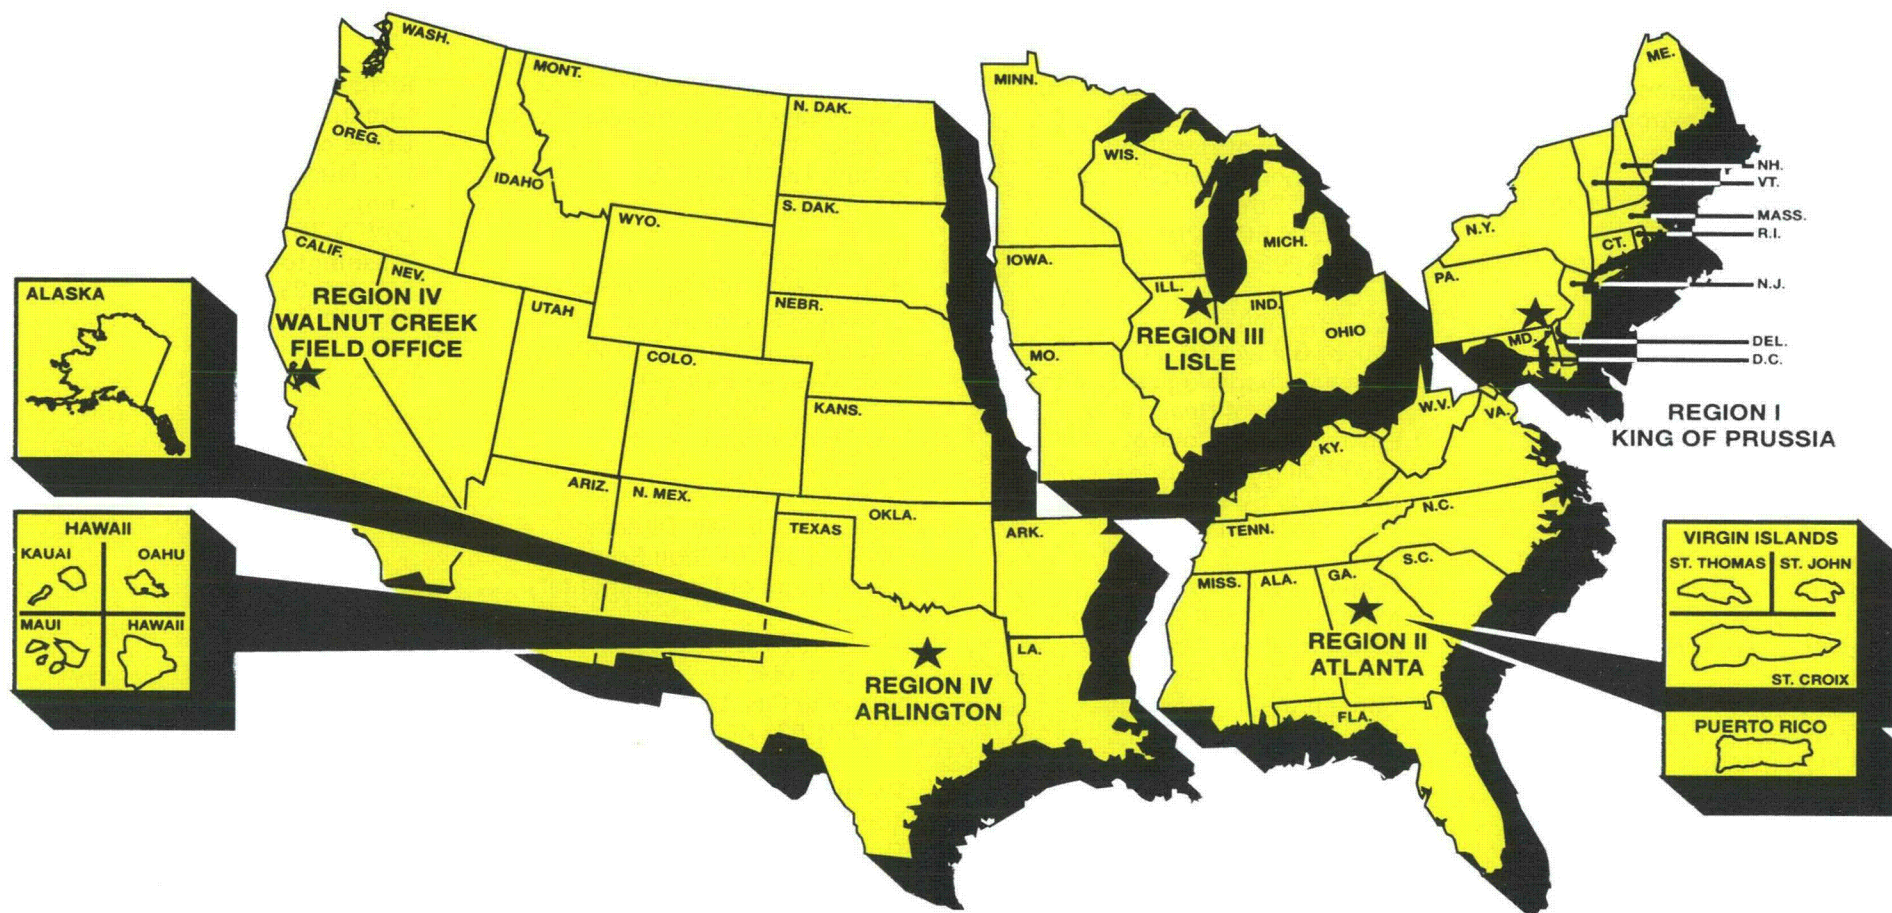 WASH.
MONT.
N. DAK.
MINN.
ME.
OREG.
IDAHO
WIS.
NH.
VT.
WYO.
S. DAK.
MASS.
R.I.
N.Y.
CT.
MICH.
CALIF.
NEV.
IOWA.
PA.
N.J.
ALASKA
REGION IV
WALNUT CREEK
FIELD OFFICE
UTAH
NEBR.
ILL.
IND.
OHIO
REGION III
LISLE
MD.
DEL.
D.C.
COLO.
MO.
KANS.
W.V.
VA.
REGION I
KING OF PRUSSIA
KY.
ARIZ.
N. MEX.
OKLA.
TEXAS
ARK.
TENN.
N.C.
S.C.
HAWAII
KAUAI
OAHU
MAUI
HAWAII
MISS.
ALA.
GA.
VIRGIN ISLANDS
ST. THOMAS
ST. JOHN
ST. CROIX
LA.
REGION II
ATLANTA
REGION IV
ARLINGTON
FLA.
PUERTO RICO